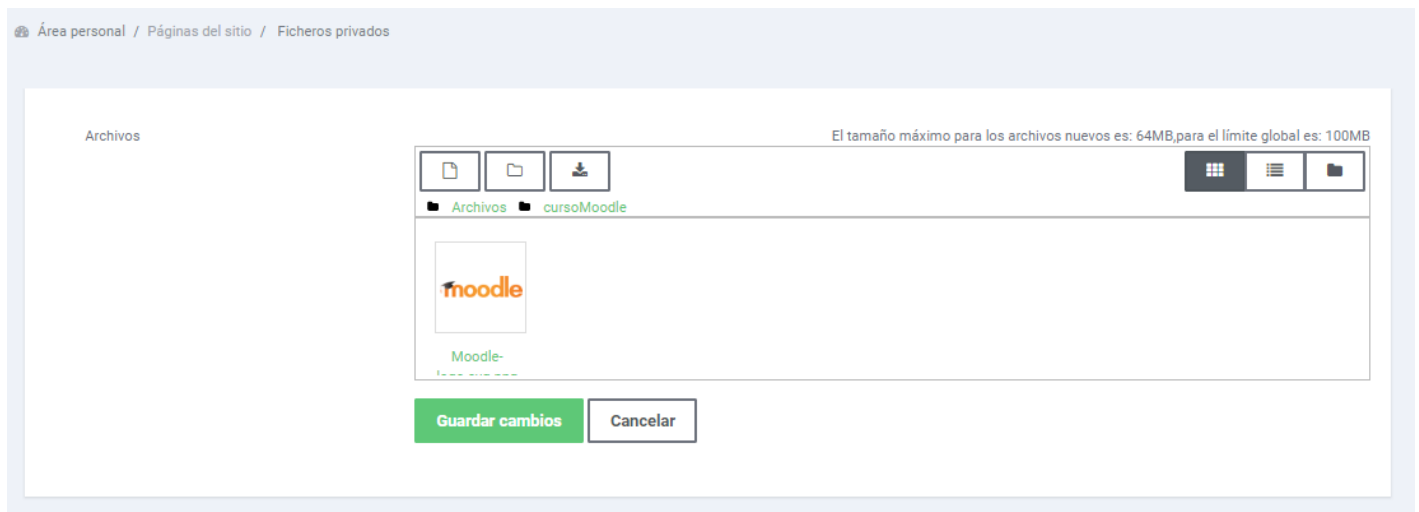 Área personal / Páginas del sitio / Ficheros privados
Archivos
El tamaño máximo para los archivos nuevos es: 64MB,para el límite global es: 100MB
Archivos cursoMoodle
moodle
Moodle-
Guardar cambios Cancelar